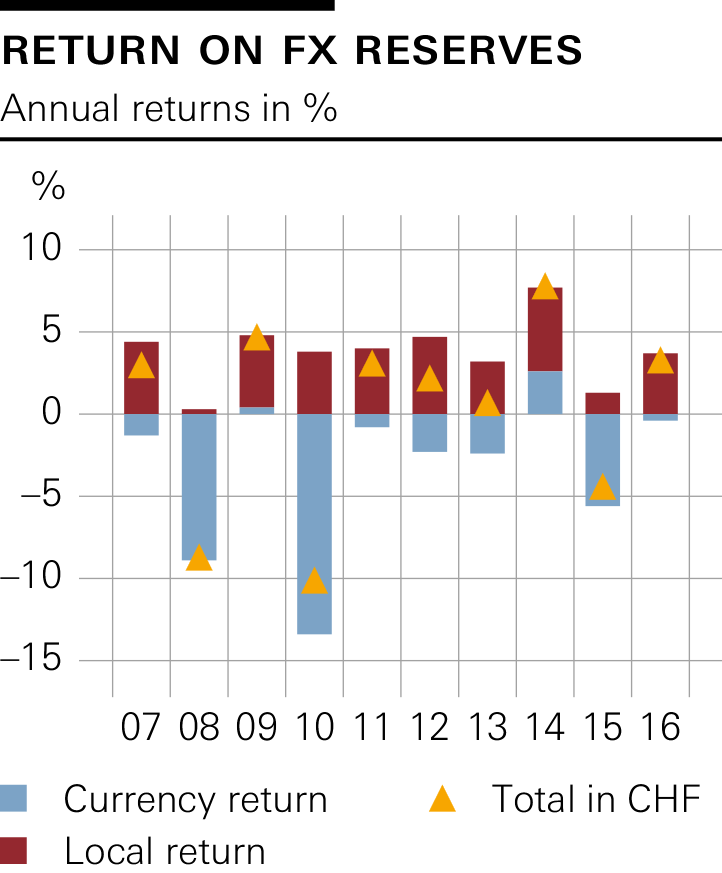 RETURN ON FX RESERVES
Annual returns in %
%
10
5
0
–5
–10
–15
07 08 09 10 11 12 13 14 15 16
Currency return Total in CHF
Local return